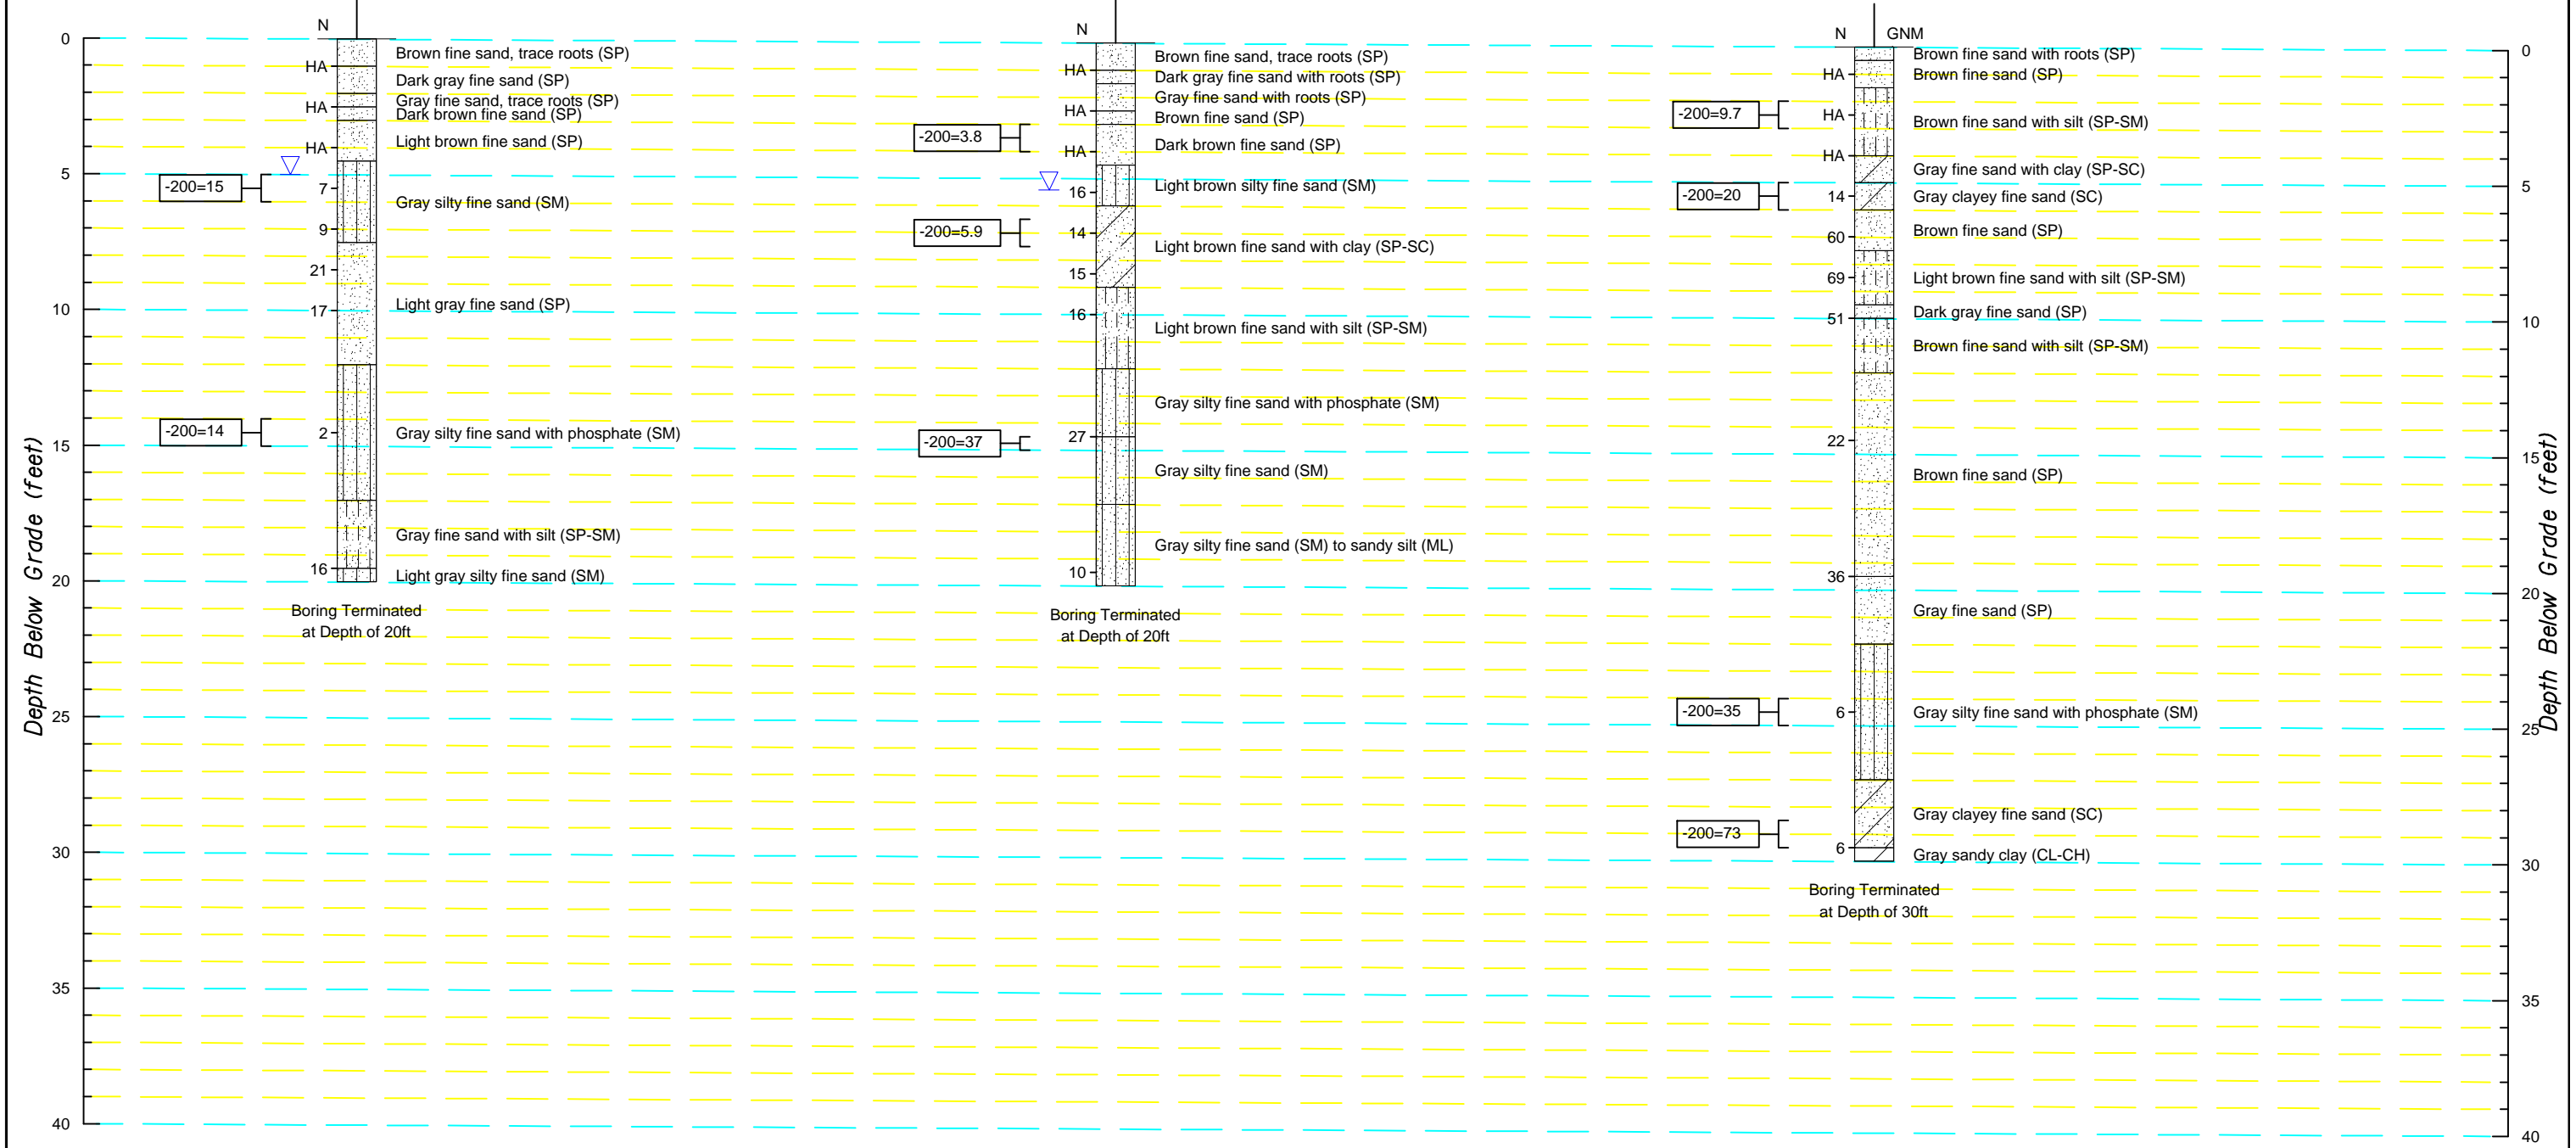 Depth Below Grade (feet)
0
5
10
15
20
25
30
35
40
N
HA
HA
HA
7
9
21
17
2
16
-200=15
-200=14
Brown fine sand, trace roots (SP)
Dark gray fine sand (SP)
Gray fine sand, trace roots (SP)
Dark brown fine sand (SP)
Light brown fine sand (SP)
Gray silty fine sand (SM)
Light gray fine sand (SP)
Gray silty fine sand with phosphate (SM)
Gray fine sand with silt (SP-SM)
Light gray silty fine sand (SM)
Boring Terminated
at Depth of 20ft
N
HA
HA
HA
16
14
15
16
27
10
-200=3.8
-200=5.9
-200=37
Brown fine sand, trace roots (SP)
Dark gray fine sand with roots (SP)
Gray fine sand with roots (SP)
Brown fine sand (SP)
Dark brown fine sand (SP)
Light brown silty fine sand (SM)
Light brown fine sand with clay (SP-SC)
Light brown fine sand with silt (SP-SM)
Gray silty fine sand with phosphate (SM)
Gray silty fine sand (SM)
Gray silty fine sand (SM) to sandy silt (ML)
Boring Terminated
at Depth of 20ft
N GNM
HA
HA
HA
14
60
69
51
22
36
6
6
-200=9.7
-200=20
-200=35
-200=73
Brown fine sand with roots (SP)
Brown fine sand (SP)
Brown fine sand with silt (SP-SM)
Gray fine sand with clay (SP-SC)
Gray clayey fine sand (SC)
Brown fine sand (SP)
Light brown fine sand with silt (SP-SM)
Dark gray fine sand (SP)
Brown fine sand with silt (SP-SM)
Brown fine sand (SP)
Gray fine sand (SP)
Gray silty fine sand with phosphate (SM)
Gray clayey fine sand (SC)
Gray sandy clay (CL-CH)
Boring Terminated
at Depth of 30ft
0
5
10
15
20
25
30
35
40
Depth Below Grade (feet)